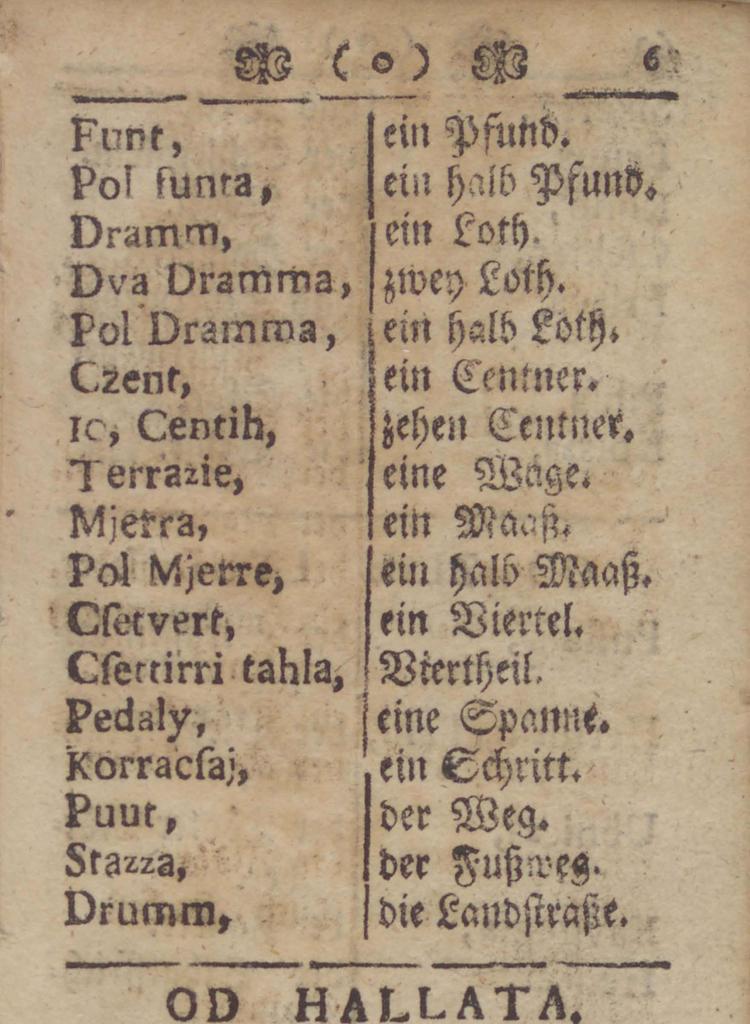 ( o ) 6
Funt, ein Pfund.
Pol funta, ein halb Pfund.
Dramm, ein Loth.
Dva Dramma, zwey Loth.
Pol Dramma, ein halb Loth.
Czent, ein Centner.
10, Centih, zehen Centner.
Terrazie, eine Wage.
Mjerra, ein Maaß.
Pol Mjerre, ein halb Maaß.
Cſetvert, ein Viertel.
Cſettirri tahla, Viertheil.
Pedaly, eine Spanne.
Korracſaj, ein Schritt.
Puut, der Weg.
Stazza, der Fußweg.
Drumm, die Landſtraße.
OD HALLATA.